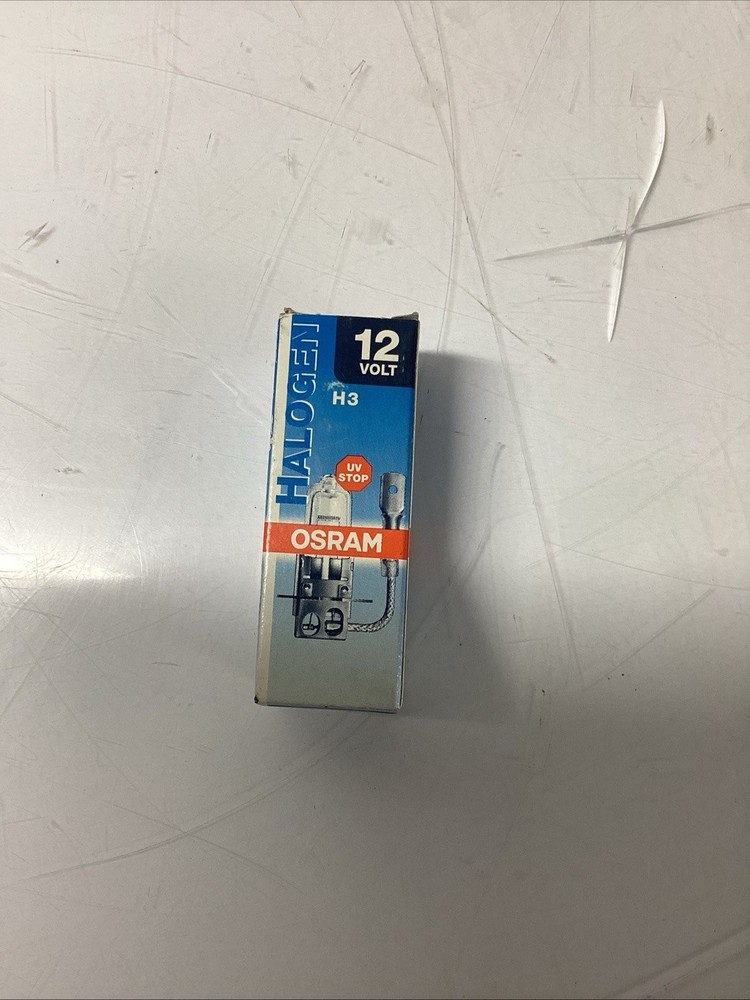 HALOGEN
12
VOLT
H3
UV
STOP
OSRAM